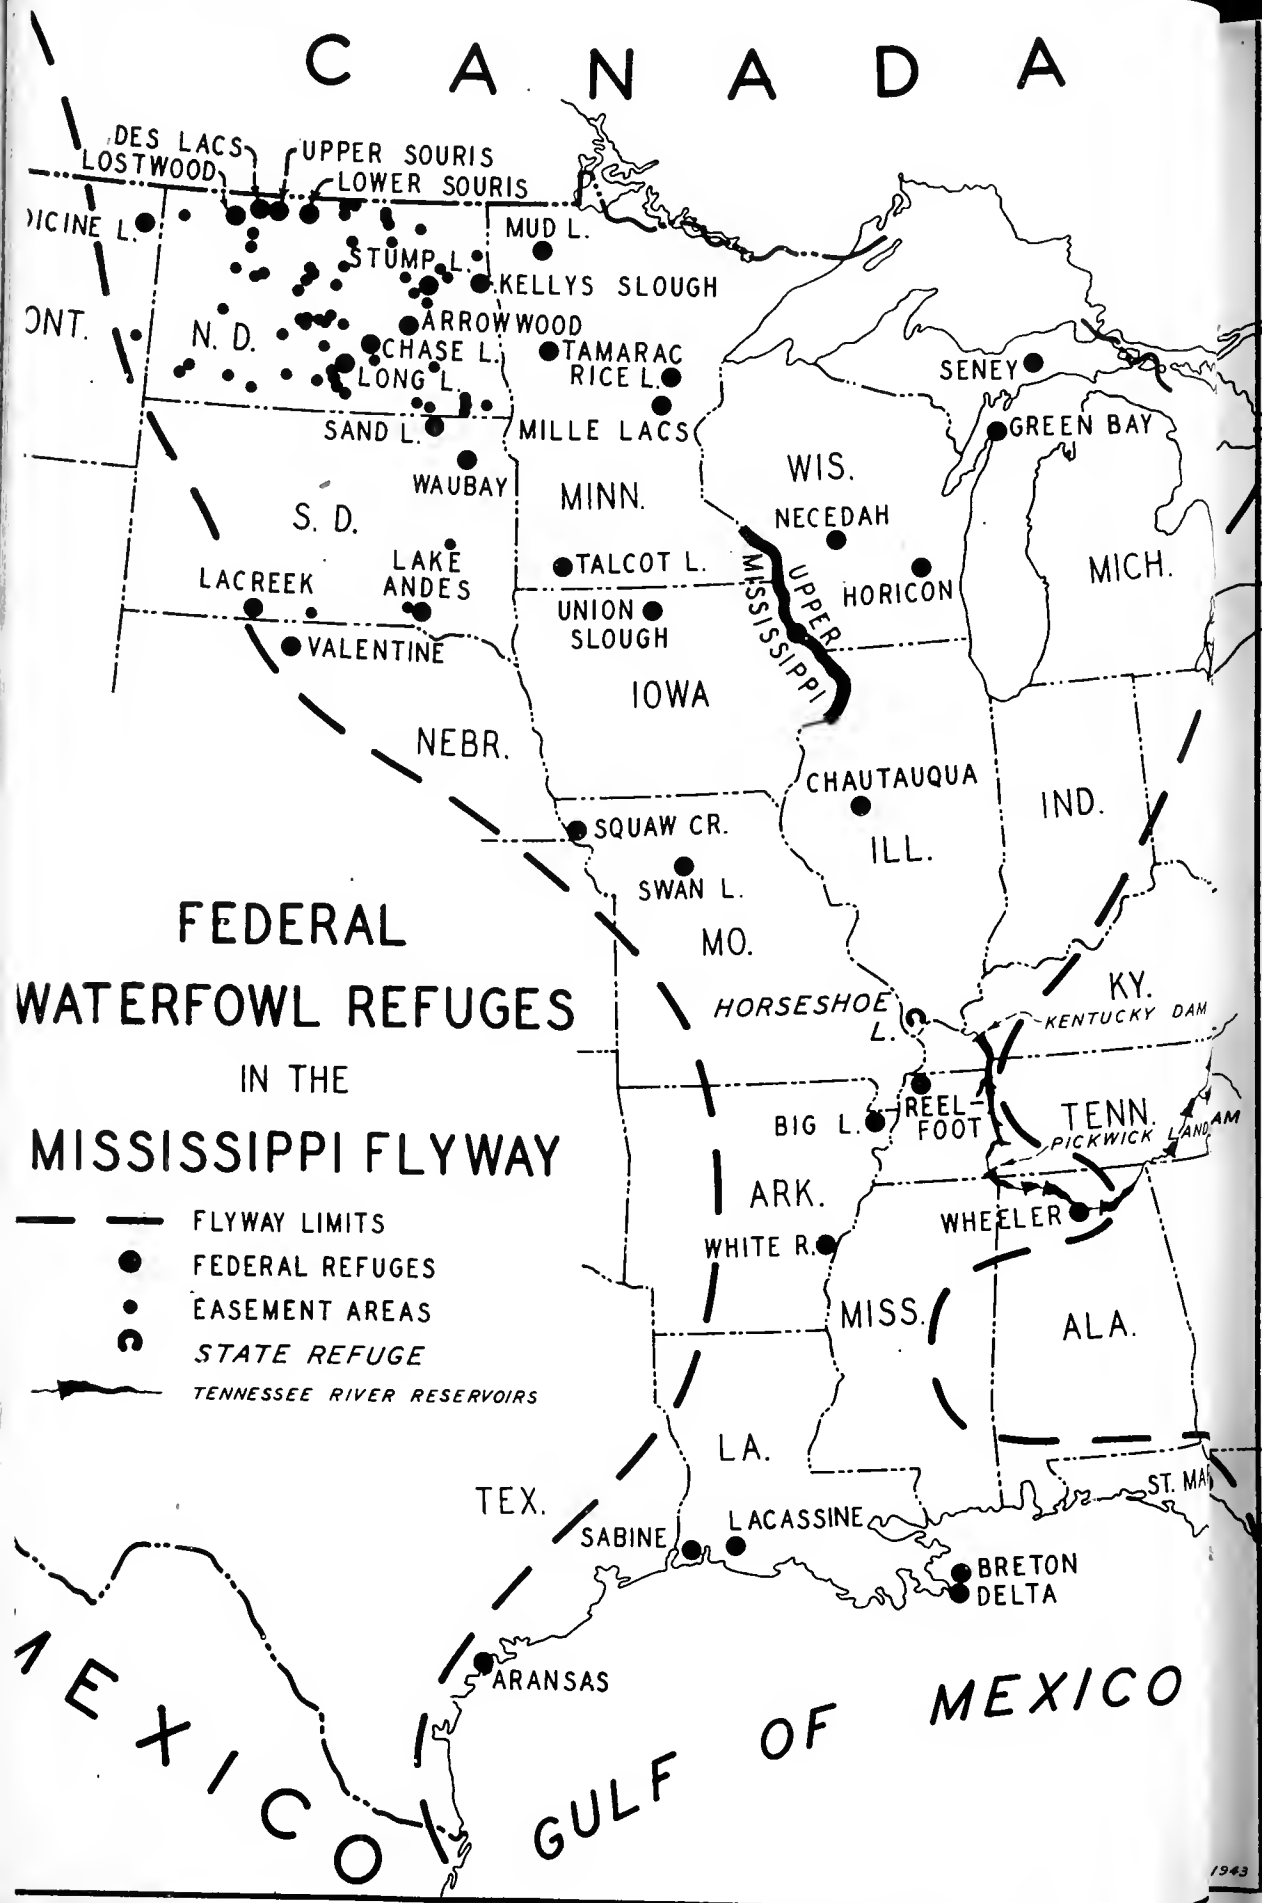 CANADA
DES LACS
UPPER SOURIS
LOSTWOOD
LOWER SOURIS
DICINE L.
MUD L.
STUMP L.
KELLYS SLOUGH
ONT.
N. D.
ARROWWOOD
CHASE L.
TAMARAC
LONG L.
RICE L.
SENEY
SAND L.
MILLE LACS
GREEN BAY
WAUBAY
MINN.
WIS.
S. D.
NECEDAH
LAKE
ANDES
TALCOT L.
MICH.
LACREEK
UNION
SLOUGH
UPPER
MISSISSIPPI
HORICON
VALENTINE
IOWA
NEBR.
CHAUTAUQUA
IND.
SQUAW CR.
ILL.
SWAN L.
MO.
HORSESHOE
L.
KY.
KENTUCKY DAM
REEL-
FOOT
TENN.
BIG L.
PICKWICK LAND
AM
ARK.
WHEELER
WHITE R.
MISS.
ALA.
LA.
TEX.
ST. MAR
LACASSINE
SABINE
BRETON
DELTA
ARANSAS
FEDERAL
WATERFOWL REFUGES
IN THE
MISSISSIPPI FLYWAY
FLYWAY LIMITS
FEDERAL REFUGES
EASEMENT AREAS
STATE REFUGE
TENNESSEE RIVER RESERVOIRS
MEXICO
GULF OF MEXICO
1943